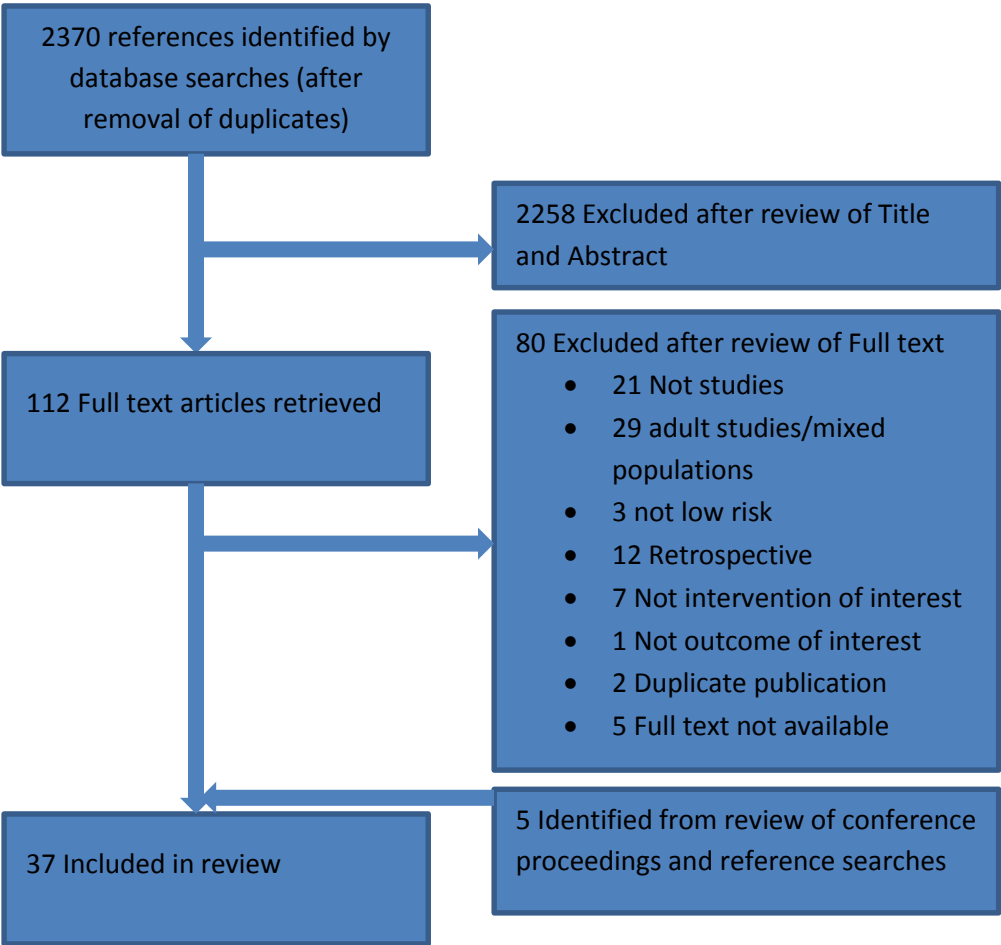 2370 references identified by
database searches (after
removal of duplicates)
2258 Excluded after review of Title
and Abstract
112 Full text articles retrieved
80 Excluded after review of Full text
• 21 Not studies
• 29 adult studies/mixed
populations
• 3 not low risk
• 12 Retrospective
• 7 Not intervention of interest
• 1 Not outcome of interest
• 2 Duplicate publication
• 5 Full text not available
5 Identified from review of conference
proceedings and reference searches
37 Included in review